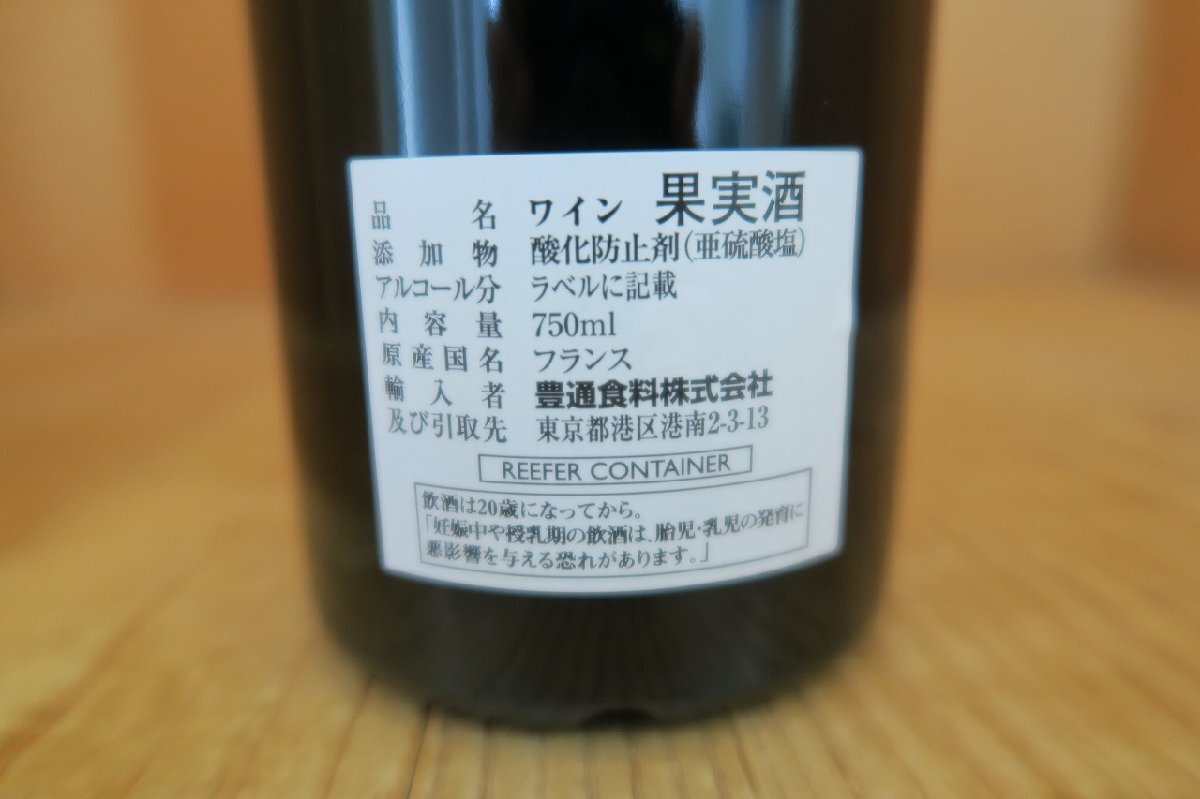 品名 ワイン 果実酒
添加物 酸化防止剤(亜硫酸塩)
アルコール分 ラベルに記載
内容量 750ml
原産国名 フランス
輸入者 豊通食料株式会社
及び引取先 東京都港区港南2-3-13
REEFER CONTAINER
飲酒は20歳になってから。
「妊娠中や授乳期の飲酒は、胎児・乳児の発育に
悪影響を与える恐れがあります。」